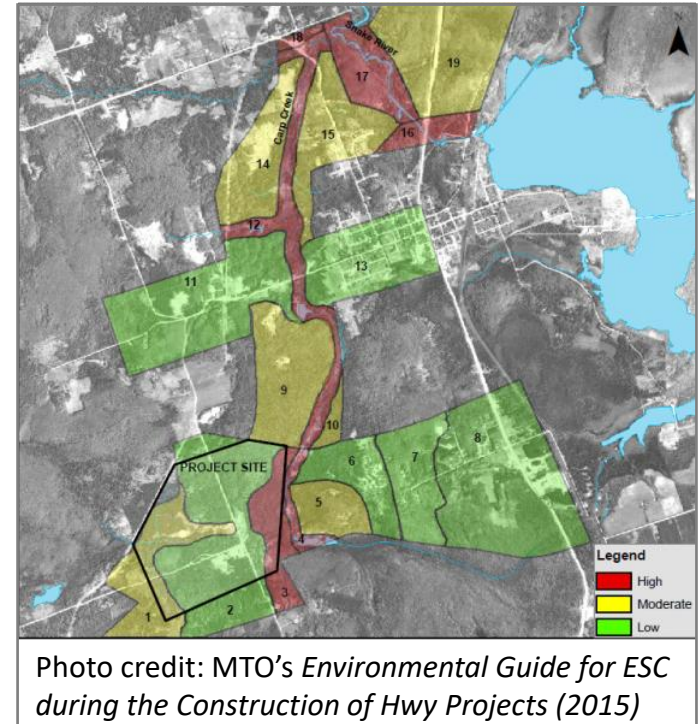 N
18
Snake River
19
17
Carp Creek
15
16
14
12
13
11
9
10
8
6
7
PROJECT SITE
5
4
Legend
High
Moderate
Low
3
2
1
Photo credit: MTO's Environmental Guide for ESC
during the Construction of Hwy Projects (2015)